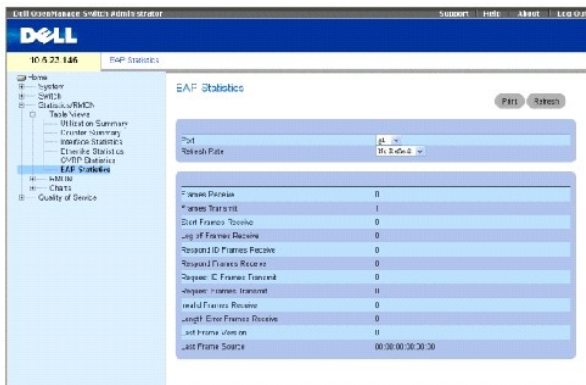 Dell OpenManage Switch Administrator
Support Help About Log Out
DELL
10.6.23.146
EAP Statistics
Home
System
Switch
Statistics/RMON
Table Views
Utilization Summary
Counter Summary
Interface Statistics
Etherlike Statistics
GVRP Statistics
EAP Statistics
RMON
Charts
Quality of Service
EAP Statistics
Print Refresh
Port g1
Refresh Rate No Refresh
Frames Receive 0
Frames Transmit 1
Start Frames Receive 0
Log off Frames Receive 0
Respond ID Frames Receive 0
Respond Frames Receive 0
Request ID Frames Transmit 0
Request Frames Transmit 0
Invalid Frames Receive 0
Length Error Frames Receive 0
Last Frame Version 0
Last Frame Source 00:00:00:00:00:00